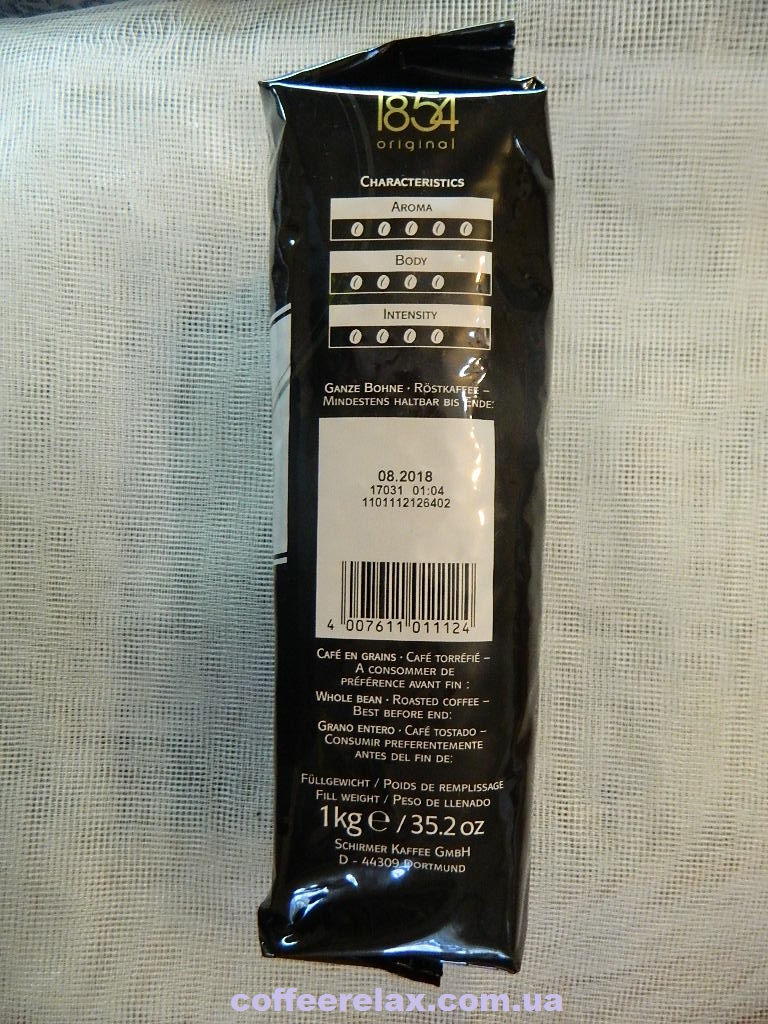 1854
original
CHARACTERISTICS
AROMA
BODY
INTENSITY
GANZE BOHNE · RÖSTKAFFEE –
MINDESTENS HALTBAR BIS ENDE:
08.2018
17031 01:04
1101112126402
4 007611 011124
CAFÉ EN GRAINS · CAFÉ TORRÉFIÉ –
A CONSOMMER DE
PRÉFÉRENCE AVANT FIN :
WHOLE BEAN · ROASTED COFFEE –
BEST BEFORE END:
GRANO ENTERO · CAFÉ TOSTADO –
CONSUMIR PREFERENTEMENTE
ANTES DEL FIN DE:
FÜLLGEWICHT / POIDS DE REMPLISSAGE
FILL WEIGHT / PESO DE LLENADO
1kg ℮ / 35.2 oz
SCHIRMER KAFFEE GMBH
D - 44309 DORTMUND
coffeerelax.com.ua